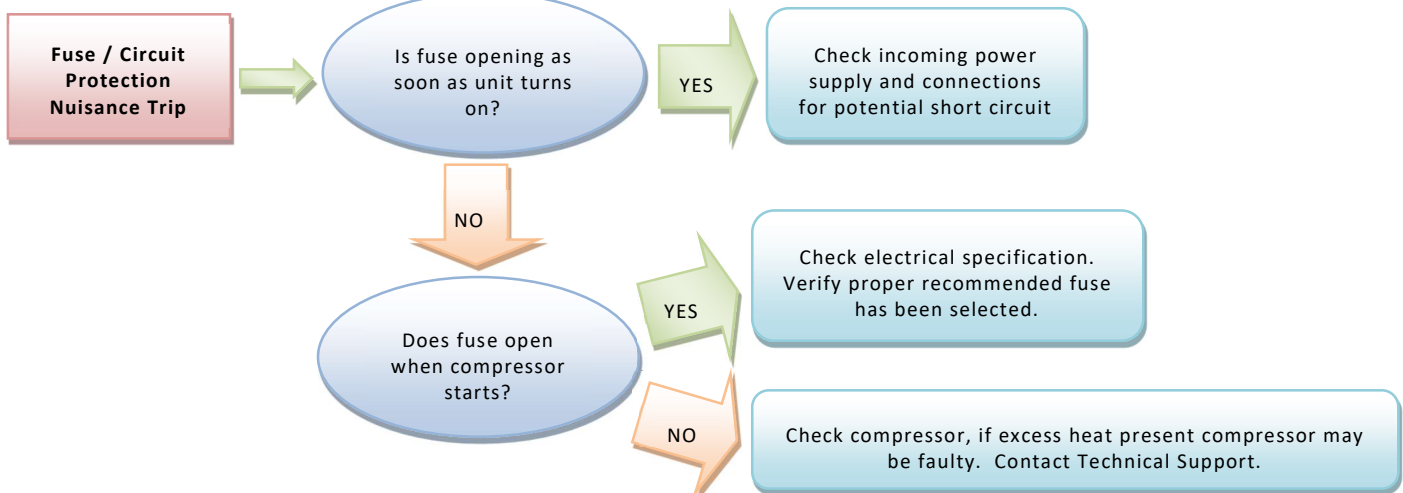 Fuse / Circuit
Protection
Nuisance Trip
Is fuse opening as
soon as unit turns
on?
YES
Check incoming power
supply and connections
for potential short circuit
NO
Does fuse open
when compressor
starts?
YES
Check electrical specification.
Verify proper recommended fuse
has been selected.
NO
Check compressor, if excess heat present compressor may
be faulty. Contact Technical Support.